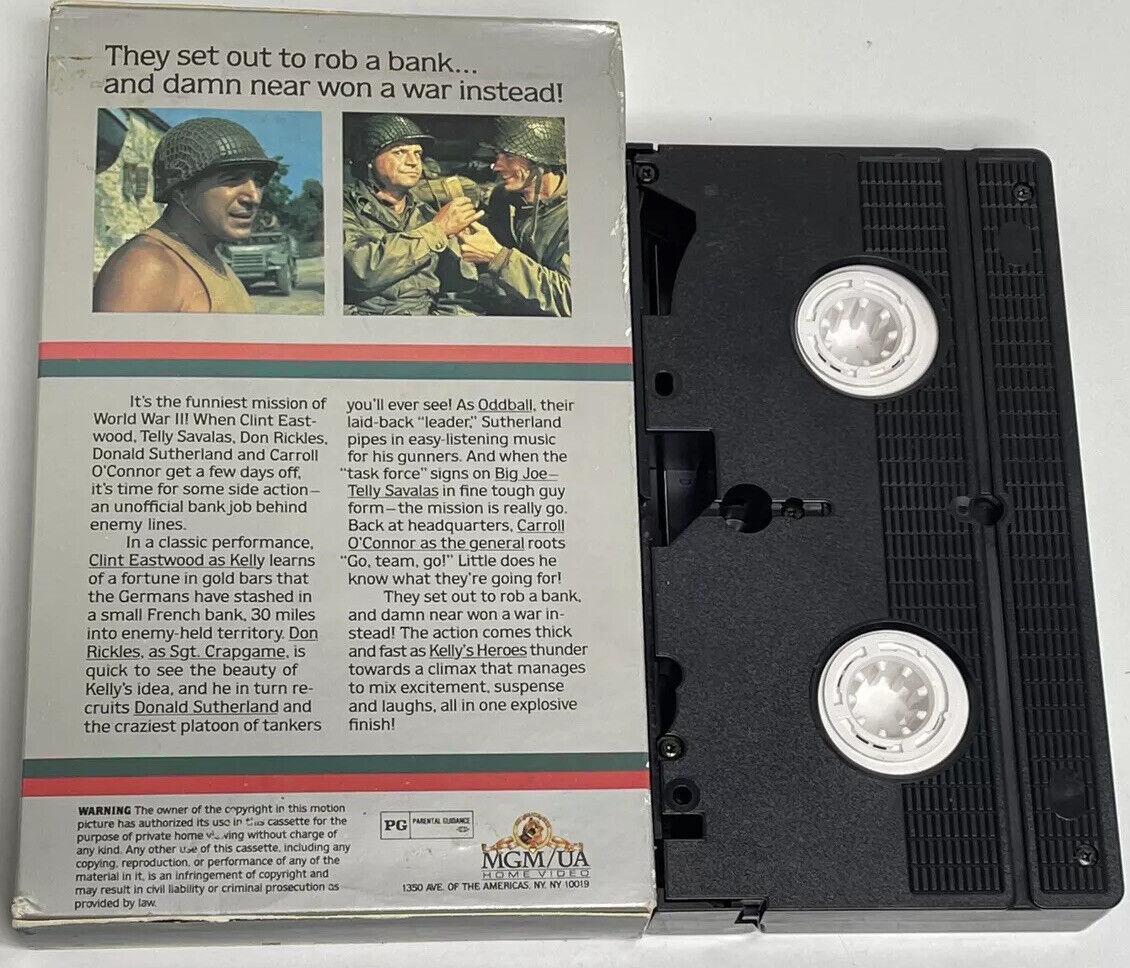 They set out to rob a bank...
and damn near won a war instead!
It's the funniest mission of
World War II! When Clint East-
wood, Telly Savalas, Don Rickles,
Donald Sutherland and Carroll
O'Connor get a few days off,
it's time for some side action–
an unofficial bank job behind
enemy lines.
In a classic performance,
Clint Eastwood as Kelly learns
of a fortune in gold bars that
the Germans have stashed in
a small French bank, 30 miles
into enemy-held territory. Don
Rickles, as Sgt. Crapgame, is
quick to see the beauty of
Kelly's idea, and he in turn re-
cruits Donald Sutherland and
the craziest platoon of tankers
you'll ever see! As Oddball, their
laid-back "leader," Sutherland
pipes in easy-listening music
for his gunners. And when the
"task force" signs on Big Joe–
Telly Savalas in fine tough guy
form–the mission is really go.
Back at headquarters, Carroll
O'Connor as the general roots
"Go, team, go!" Little does he
know what they're going for!
They set out to rob a bank,
and damn near won a war in-
stead! The action comes thick
and fast as Kelly's Heroes thunder
towards a climax that manages
to mix excitement, suspense
and laughs, all in one explosive
finish!
WARNING The owner of the copyright in this motion
picture has authorized its use in this cassette for the
purpose of private home viewing without charge of
any kind. Any other use of this cassette, including any
copying, reproduction, or performance of any of the
material in it, is an infringement of copyright and
may result in civil liability or criminal prosecution as
provided by law.
PG PARENTAL GUIDANCE
MGM/UA
HOME VIDEO
1350 AVE. OF THE AMERICAS, NY, NY 10019